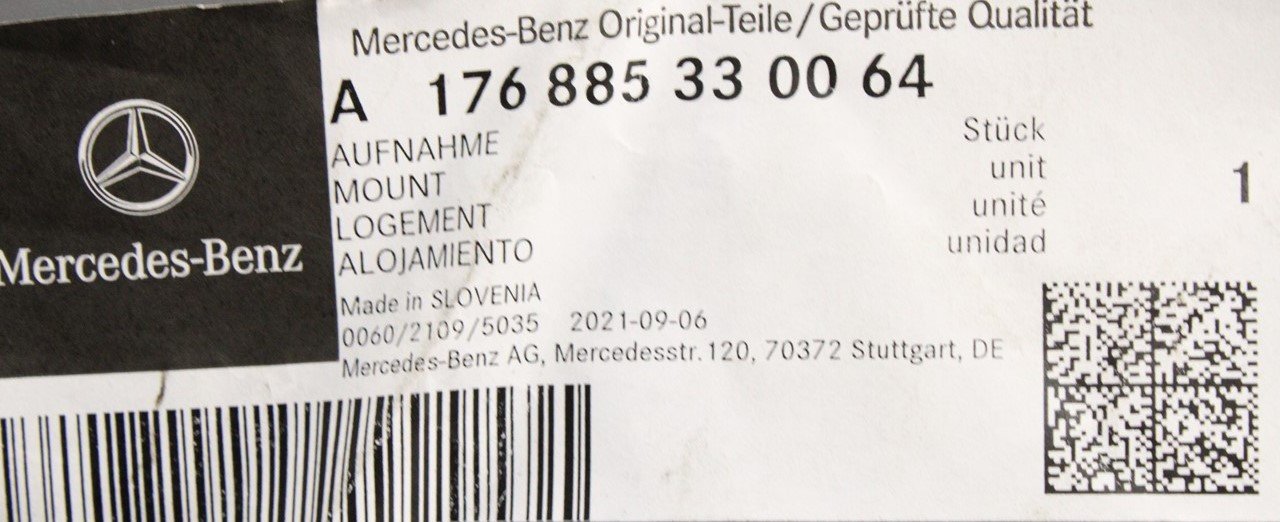 Mercedes-Benz Original-Teile/Geprüfte Qualität
A 176 885 33 00 64
AUFNAHME
MOUNT
LOGEMENT
ALOJAMIENTO
Stück
unit
unité
unidad
1
Mercedes-Benz
Made in SLOVENIA
0060/2109/5035 2021-09-06
Mercedes-Benz AG, Mercedesstr. 120, 70372 Stuttgart, DE